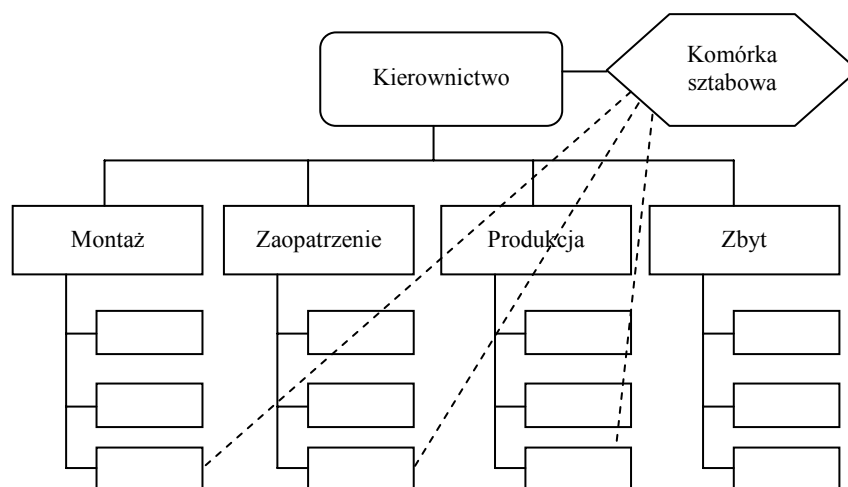 Kierownictwo
Komórka
sztabowa
Montaż
Zaopatrzenie
Produkcja
Zbyt